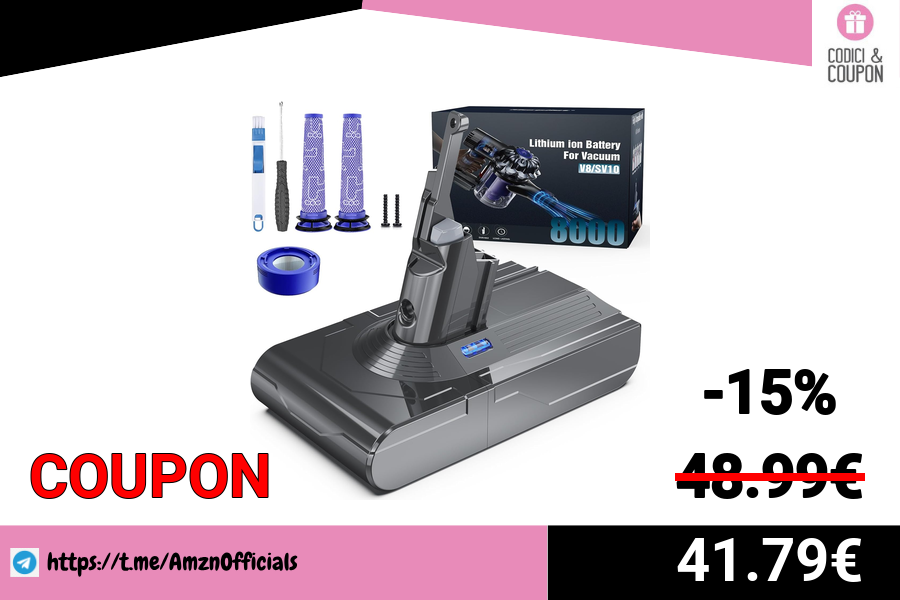 CODICI &
COUPON
Lithium ion Battery
For Vacuum
V8/SV10
8000
-15%
COUPON
48.99€
https://t.me/AmznOfficials
41.79€